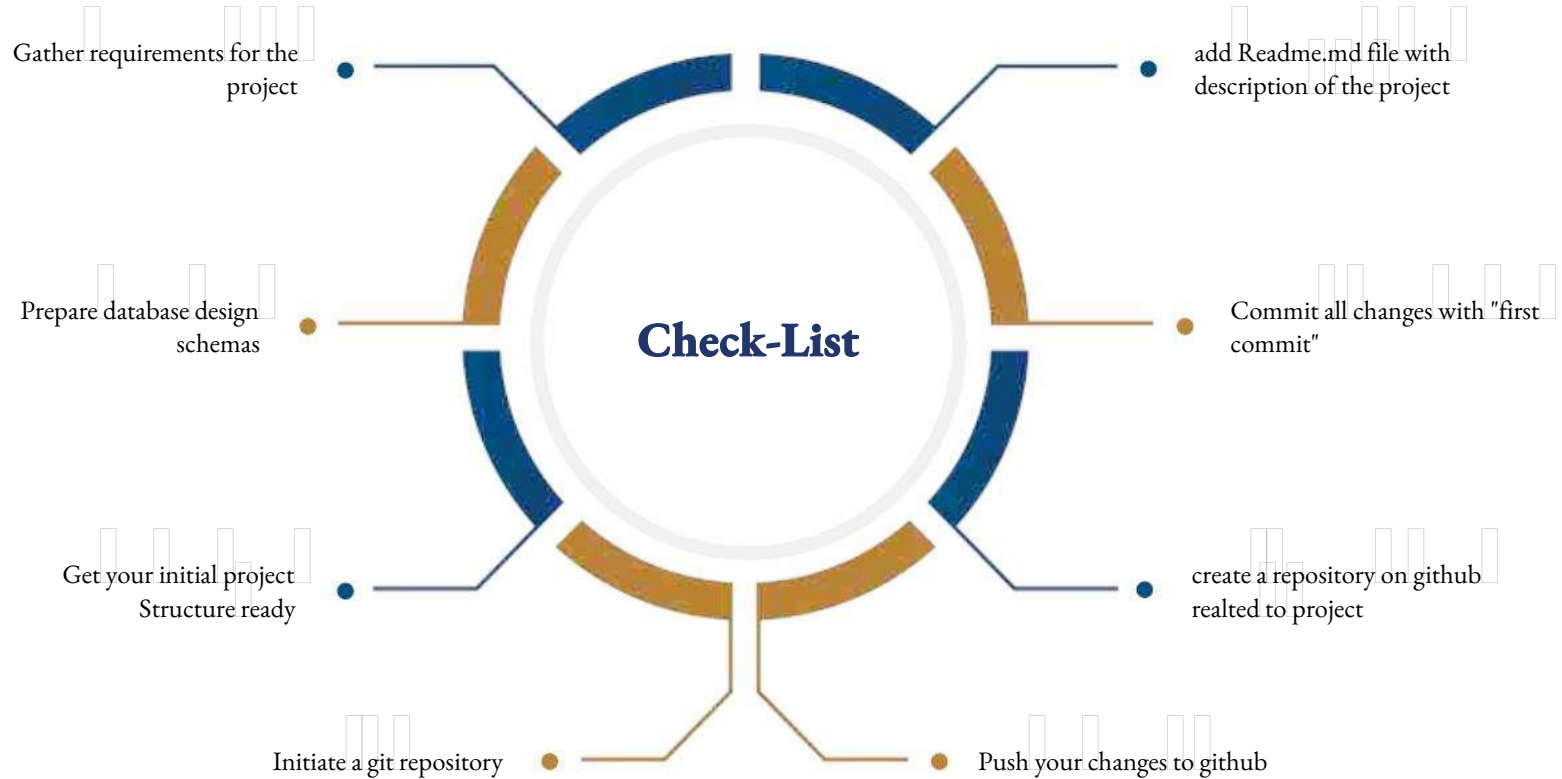 Gather requirements for the
project
add Readme.md file with
description of the project
Prepare database design
schemas
Check-List
Commit all changes with "first
commit"
Get your initial project
Structure ready
create a repository on github
realted to project
Initiate a git repository
Push your changes to github